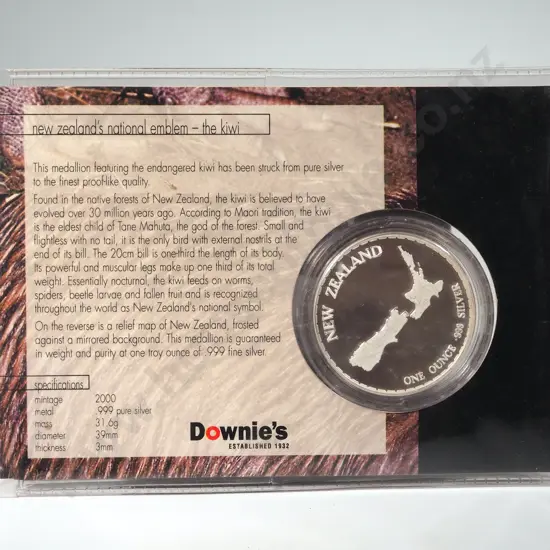 new zealand's national emblem – the kiwi
This medallion featuring the endangered kiwi has been struck from pure silver
to the finest prooflike quality.
Found in the native forests of New Zealand, the kiwi is believed to have
evolved over 30 million years ago. According to Maori tradition, the kiwi
is the eldest child of Tane Mahuta, the god of the forest. Small and
flightless with no tail, it is the only bird with external nostrils at the
end of its bill. The 20cm bill is one-third the length of its body.
Its powerful and muscular legs make up one third of its total
weight. Essentially nocturnal, the kiwi feeds on worms,
spiders, beetle larvae and fallen fruit and is recognized
throughout the world as New Zealand's national symbol.
On the reverse is a relief map of New Zealand, frosted
against a mirrored background. This medallion is guaranteed
in weight and purity at one troy ounce of .999 fine silver.
specifications
mintage 2000
metal .999 pure silver
mass 31.6g
diameter 39mm
thickness 3mm
Downie's
ESTABLISHED 1932
NEW ZEALAND
ONE OUNCE .999 SILVER